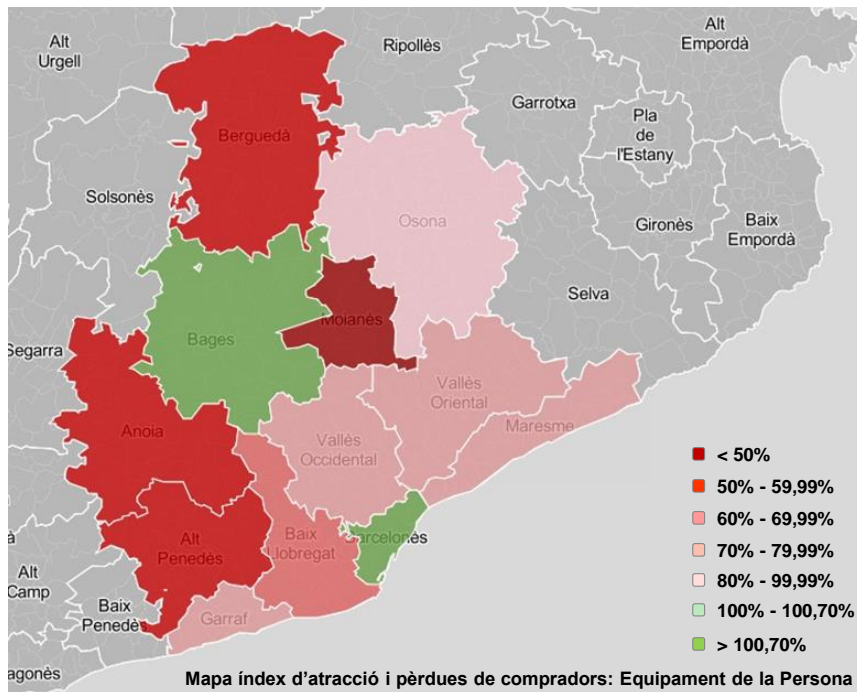 Alt
Urgell
Ripollès
Alt
Empordà
Garrotxa
Pla
de
l'Estany
Berguedà
Solsonès
Osona
Gironès
Baix
Empordà
Selva
Moianès
Bages
Segarra
Vallès
Oriental
Maresme
Anoia
Vallès
Occidental
Baix
Llobregat
Barcelonès
Alt
Penedès
à
Alt
Camp
Baix
Penedès
Garraf
agonès
< 50%
50% - 59,99%
60% - 69,99%
70% - 79,99%
80% - 99,99%
100% - 100,70%
> 100,70%
Mapa índex d'atracció i pèrdues de compradors: Equipament de la Persona